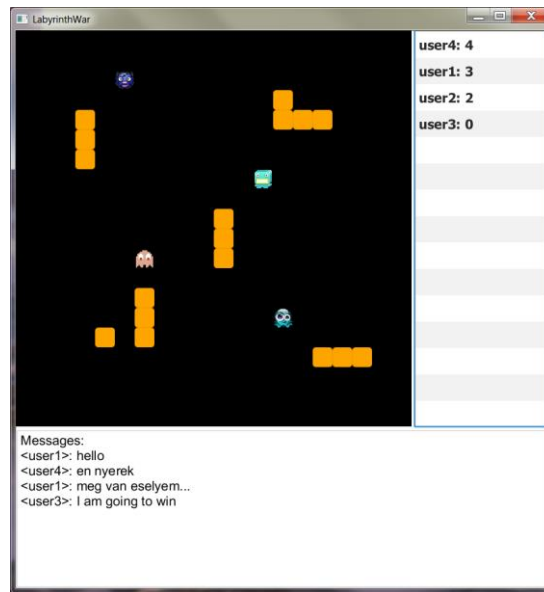 LabyrinthWar
user4: 4
user1: 3
user2: 2
user3: 0
Messages:
<user1>: hello
<user4>: en nyerek
<user1>: meg van eselyem...
<user3>: I am going to win